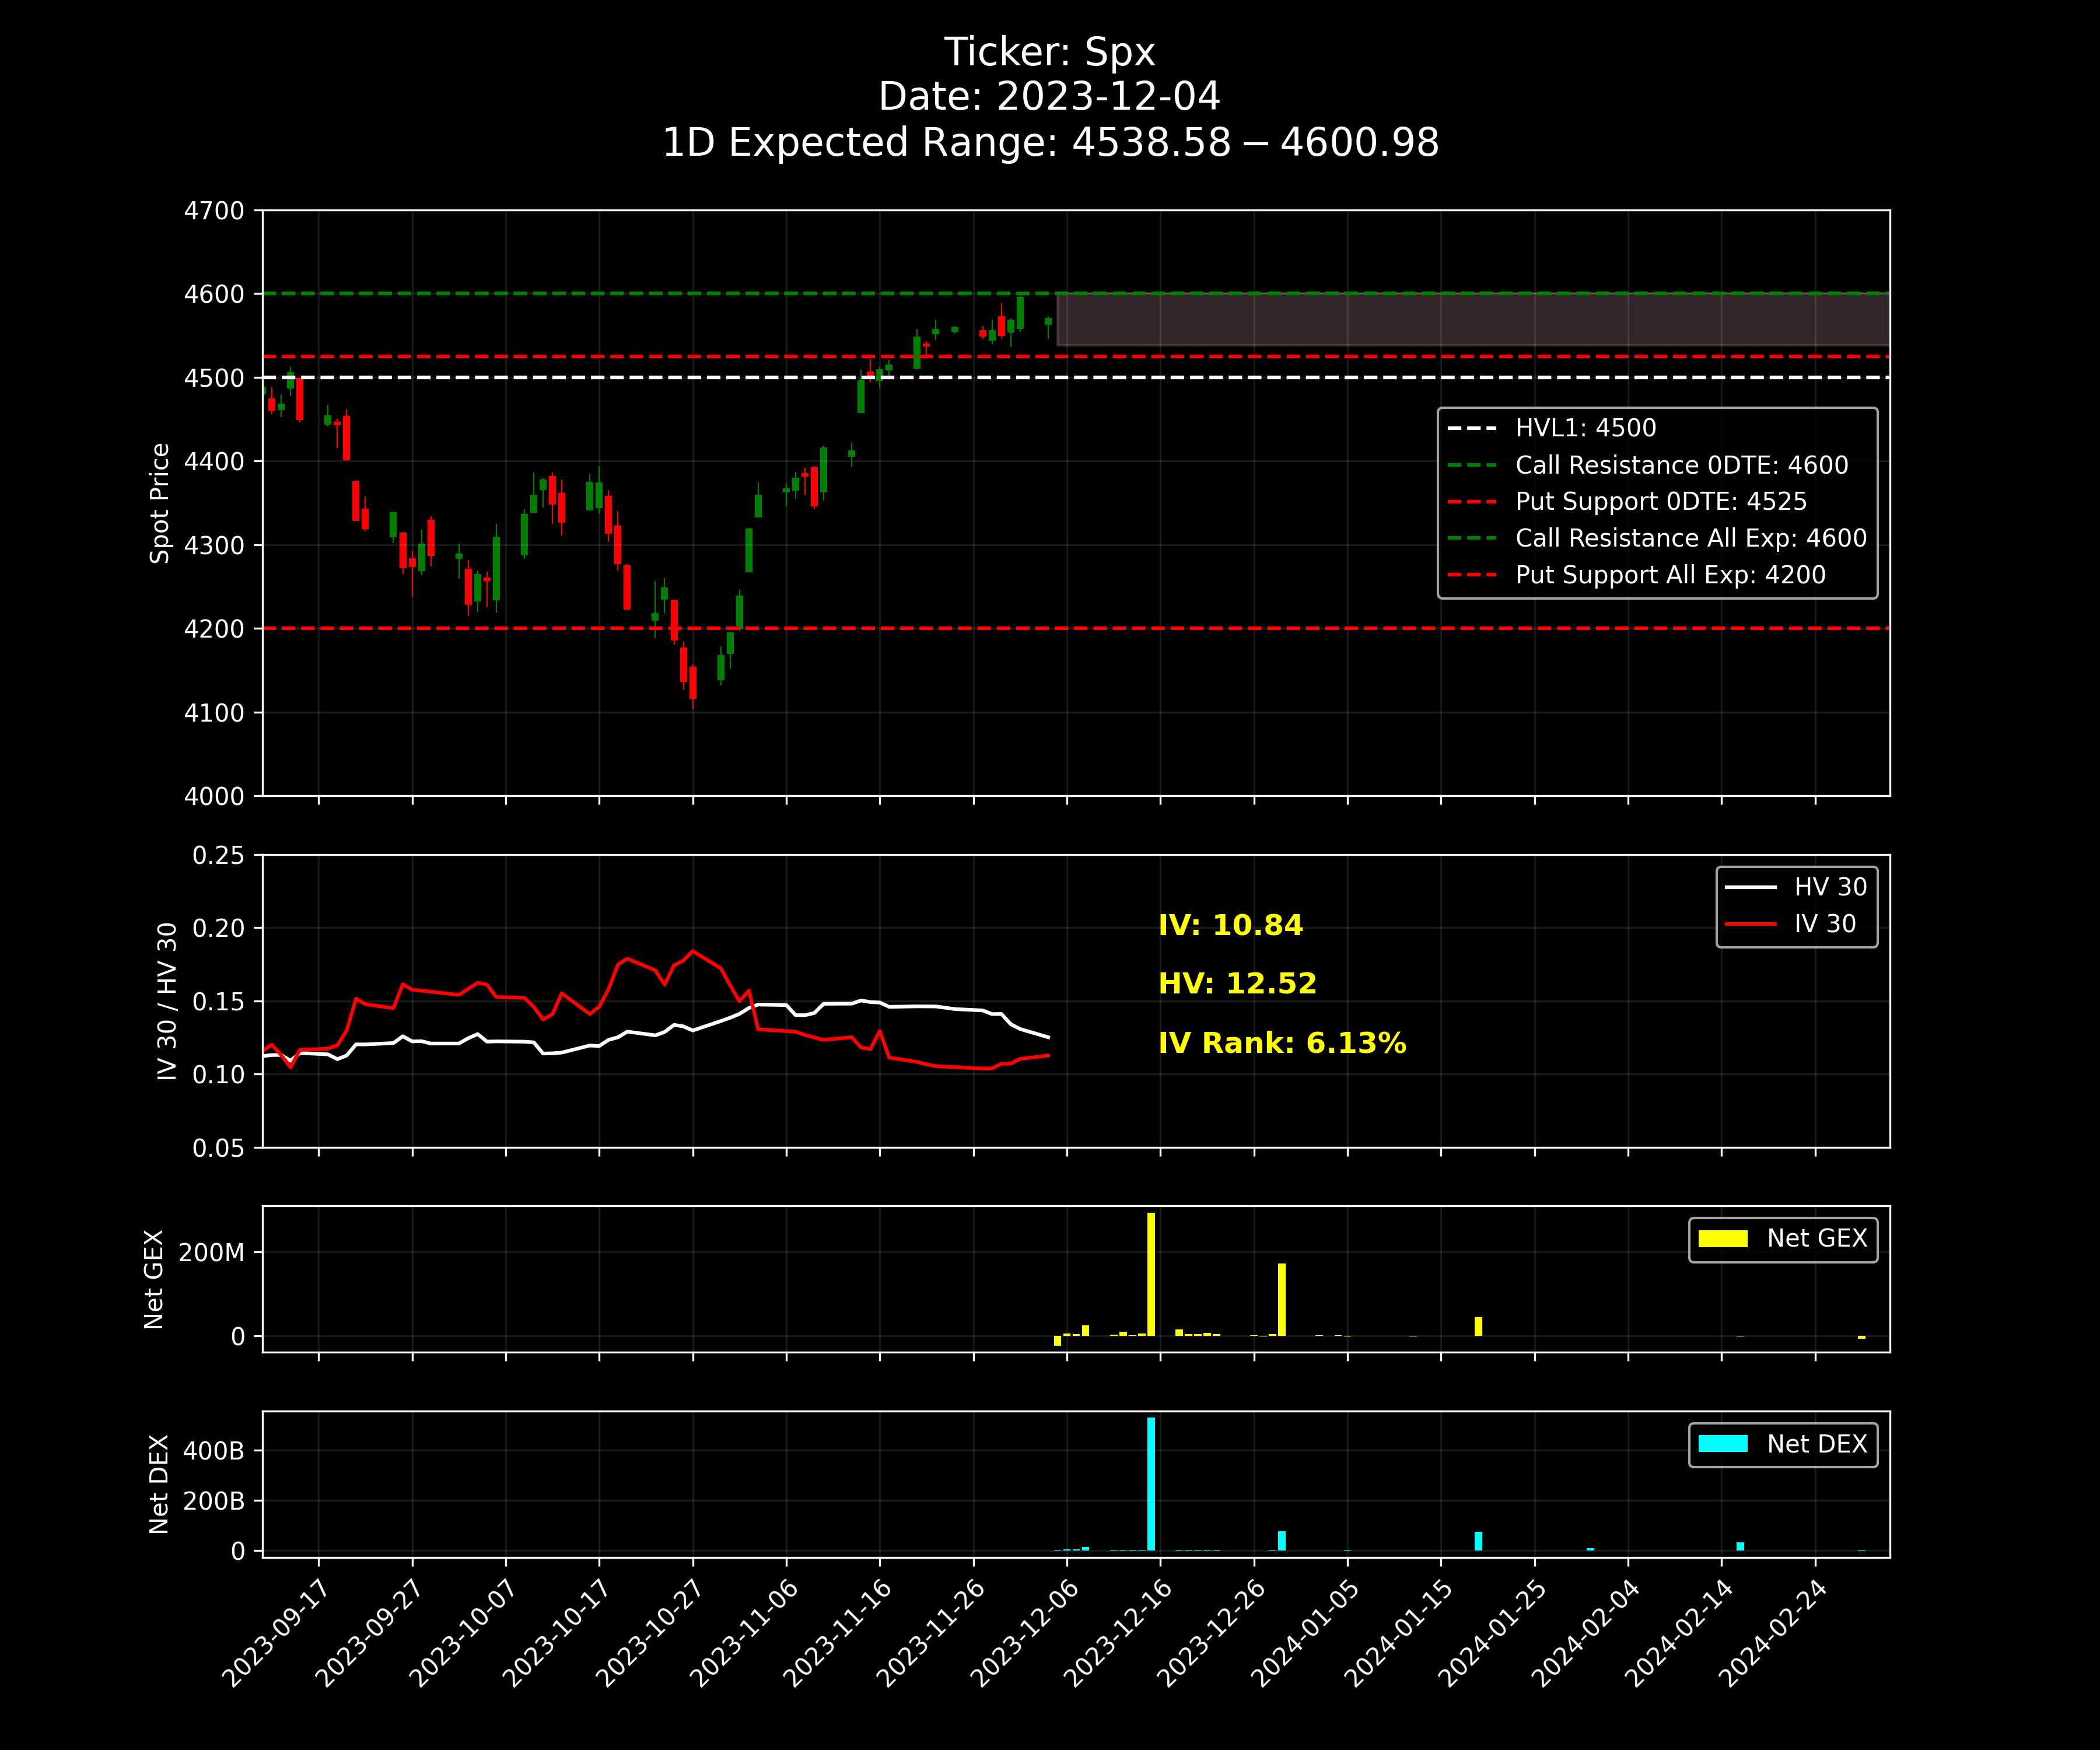 Ticker: Spx
Date: 2023-12-04
1D Expected Range: 4538.58 − 4600.98
4700
4600
4500
4400
4300
4200
4100
4000
Spot Price
HVL1: 4500
Call Resistance 0DTE: 4600
Put Support 0DTE: 4525
Call Resistance All Exp: 4600
Put Support All Exp: 4200
0.25
0.20
0.15
0.10
0.05
IV 30 / HV 30
IV: 10.84
HV: 12.52
IV Rank: 6.13%
HV 30
IV 30
200M
0
Net GEX
Net GEX
400B
200B
0
Net DEX
Net DEX
2023-09-17
2023-09-27
2023-10-07
2023-10-17
2023-10-27
2023-11-06
2023-11-16
2023-11-26
2023-12-06
2023-12-16
2023-12-26
2024-01-05
2024-01-15
2024-01-25
2024-02-04
2024-02-14
2024-02-24